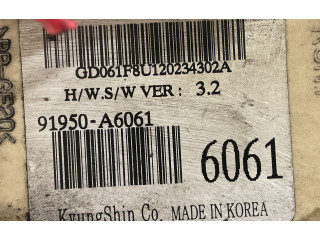 GD061F8U120234302A
H/W.S/W VER : 3.2
91950-A6061
6061
KyungShin Co. MADE IN KOREA